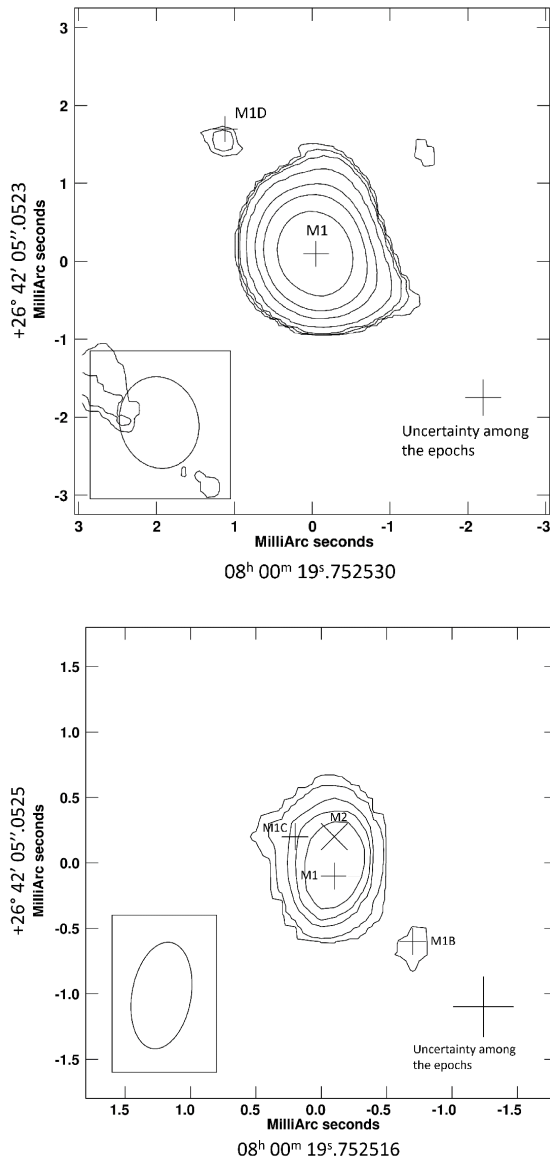 3
2
1
0
-1
-2
-3
+26° 42′ 05″.0523
MilliArc seconds
M1D
M1
Uncertainty among
the epochs
3 2 1 0 -1 -2 -3
MilliArc seconds
08ʰ 00ᵐ 19ˢ.752530
1.5
1.0
0.5
0.0
-0.5
-1.0
-1.5
+26° 42′ 05″.0525
MilliArc seconds
M1C
M2
M1
M1B
Uncertainty among
the epochs
1.5 1.0 0.5 0.0 -0.5 -1.0 -1.5
MilliArc seconds
08ʰ 00ᵐ 19ˢ.752516